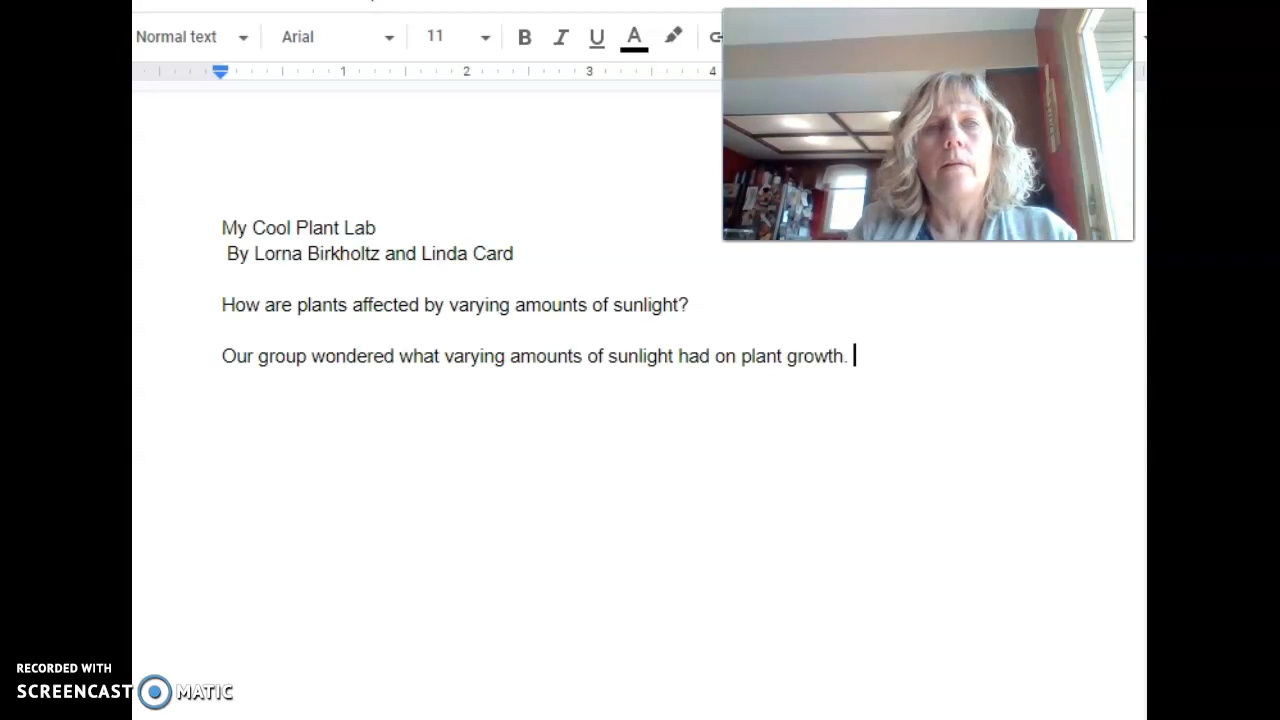 Normal text Arial 11 B I U A
1 2 3 4
My Cool Plant Lab
By Lorna Birkholtz and Linda Card
How are plants affected by varying amounts of sunlight?
Our group wondered what varying amounts of sunlight had on plant growth.
RECORDED WITH
SCREENCAST MATIC